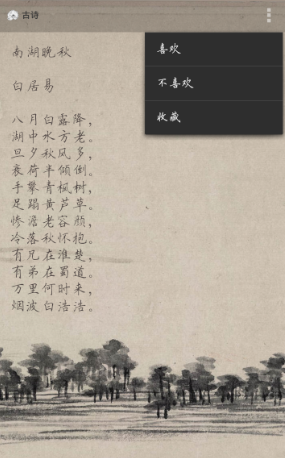 古诗
喜欢
不喜欢
收藏
南湖晚秋
白居易
八月白露降，
湖中水方老。
旦夕秋风多，
衰荷半倾倒。
手攀青枫树，
足蹋黄芦草。
惨澹老容颜，
冷落秋怀抱。
有兄在淮楚，
有弟在蜀道。
万里何时来，
烟波白浩浩。